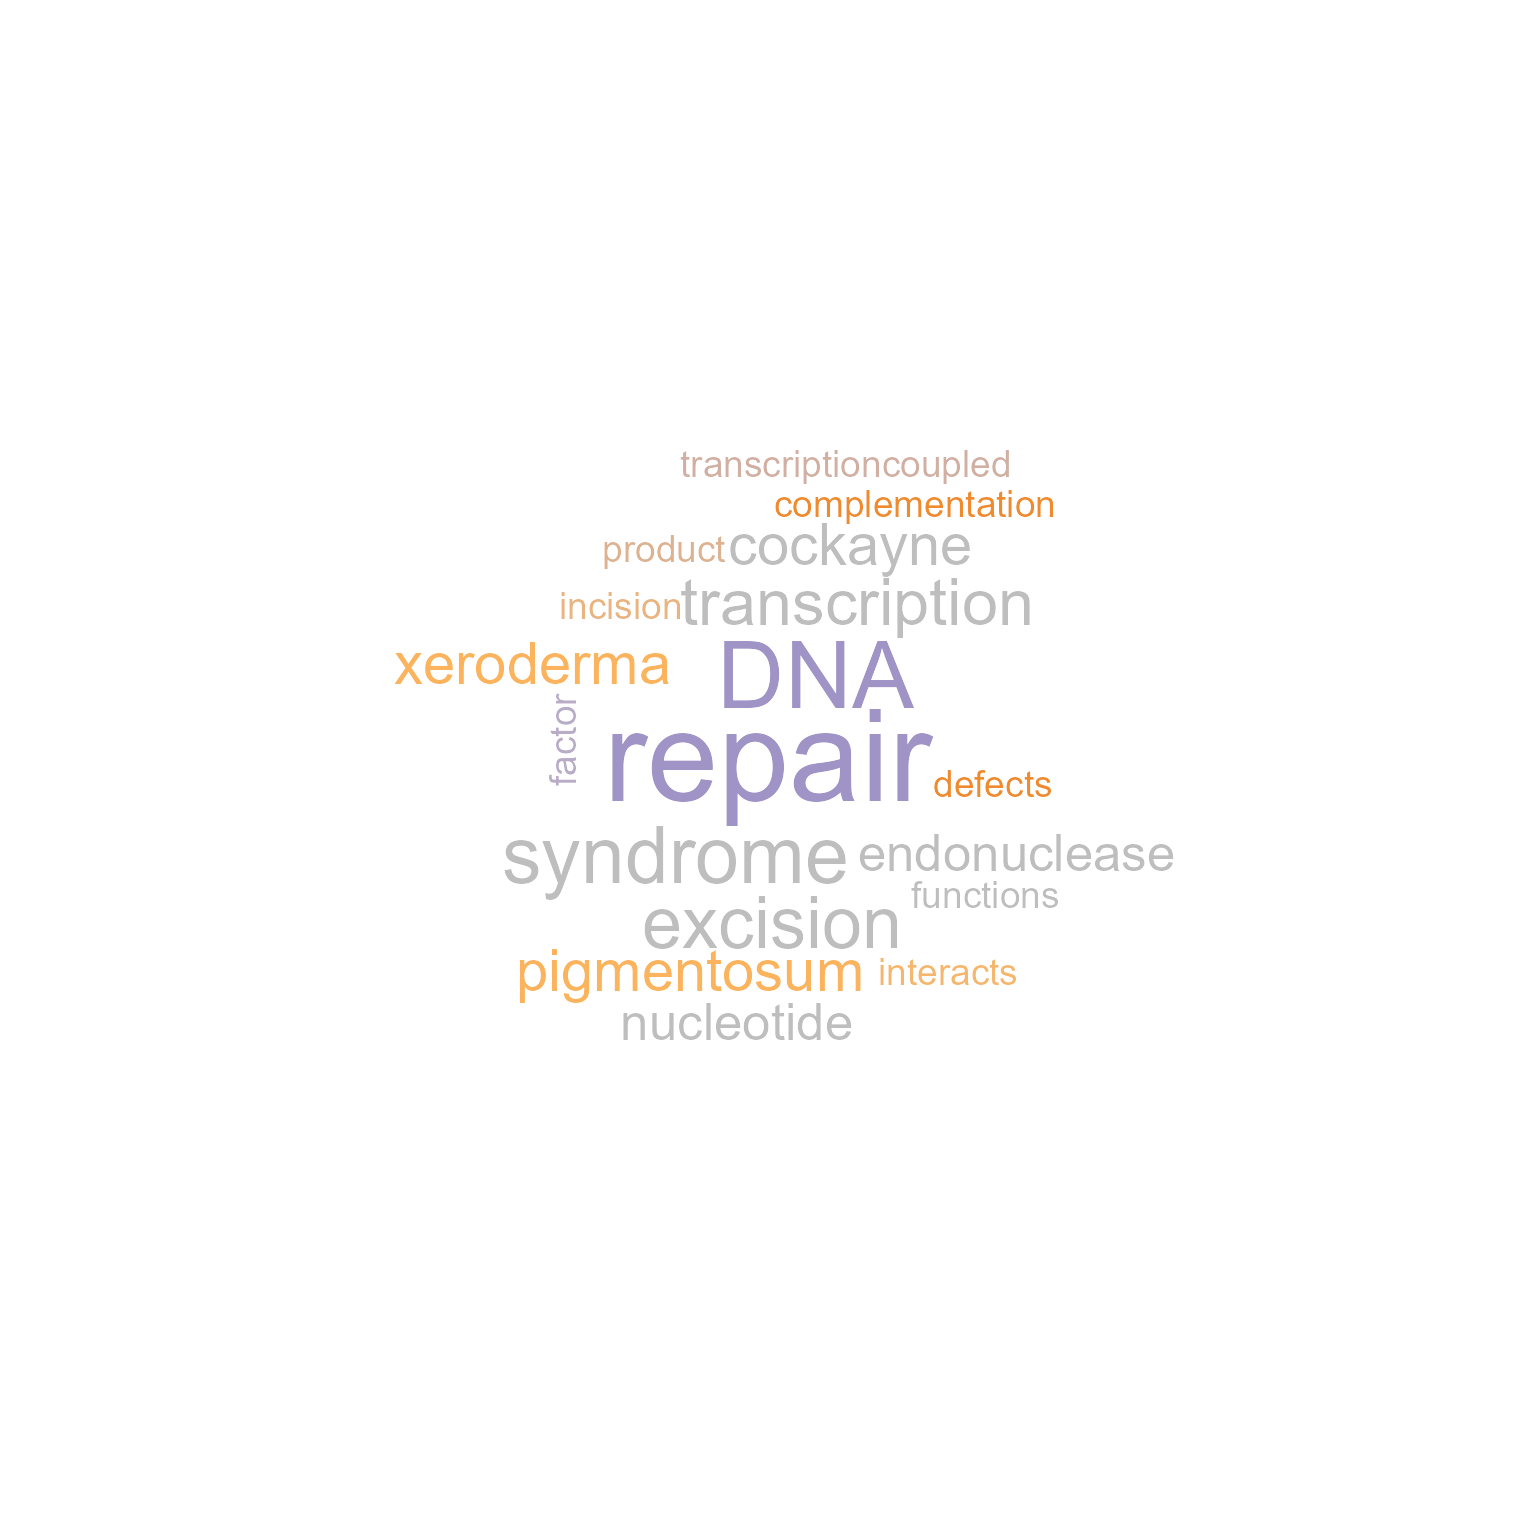 transcriptioncoupled
complementation
product cockayne
incision transcription
xeroderma DNA
factor
repair defects
syndrome endonuclease
functions
excision
pigmentosum interacts
nucleotide